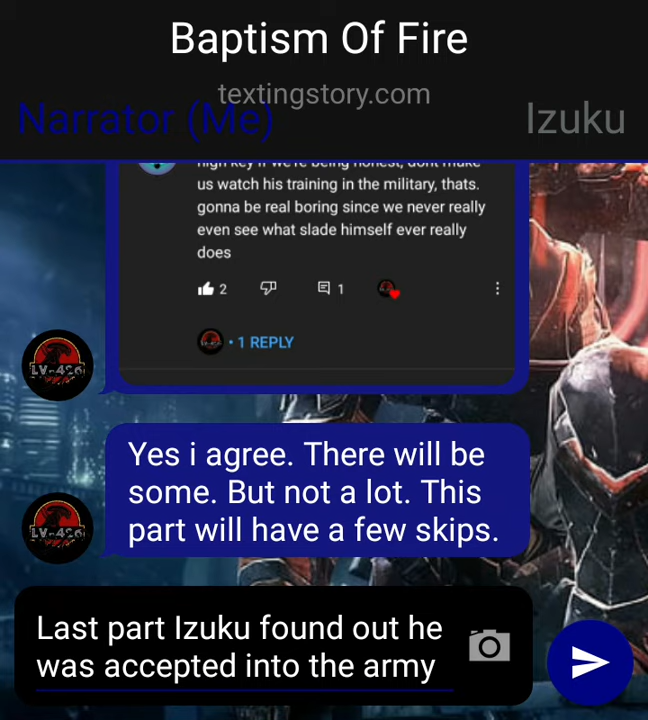 Baptism Of Fire
textingstory.com
Narrator (Me)
Izuku
high key if we're being honest, dont make
us watch his training in the military, thats.
gonna be real boring since we never really
even see what slade himself ever really
does
2
1
• 1 REPLY
LV-426
Yes i agree. There will be
some. But not a lot. This
part will have a few skips.
LV-426
Last part Izuku found out he
was accepted into the army